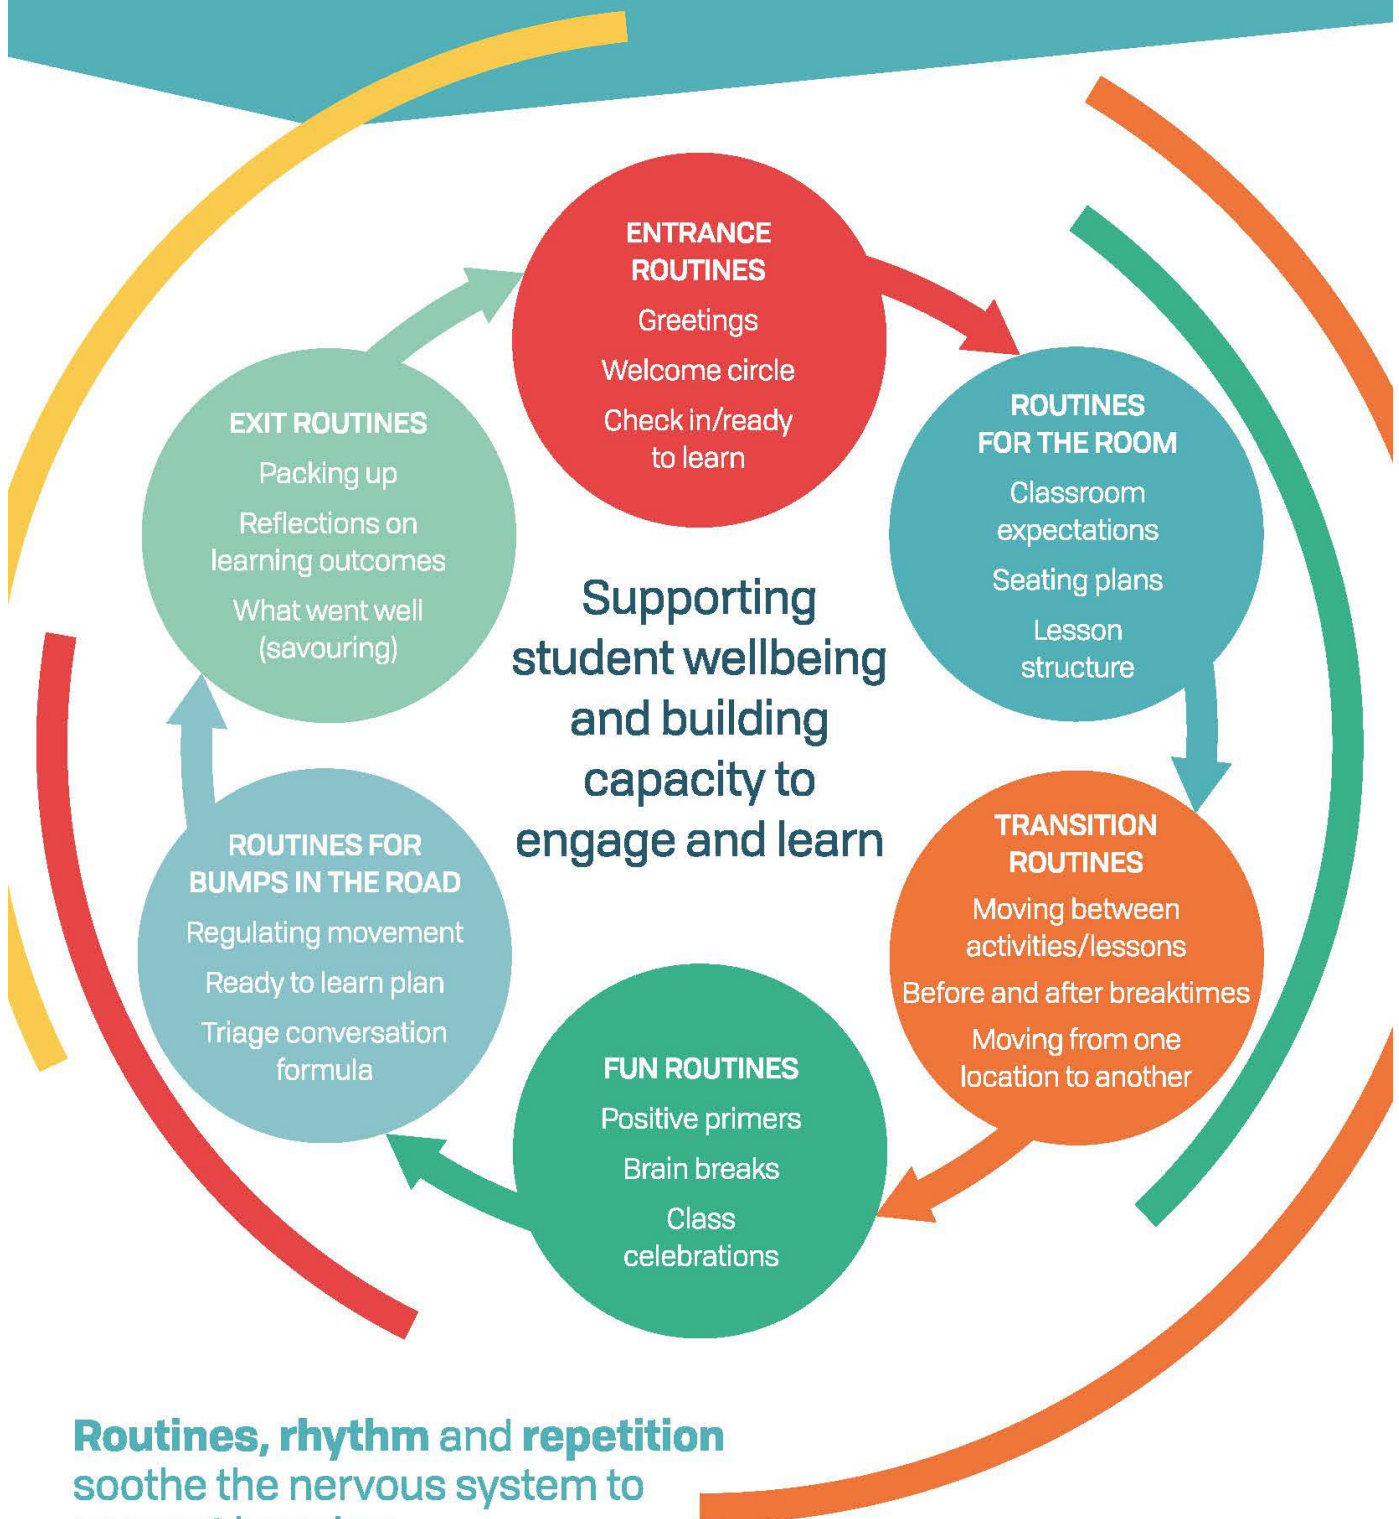 ENTRANCE
ROUTINES
Greetings
Welcome circle
Check in/ready
to learn
ROUTINES
FOR THE ROOM
Classroom
expectations
Seating plans
Lesson
structure
TRANSITION
ROUTINES
Moving between
activities/lessons
Before and after breaktimes
Moving from one
location to another
FUN ROUTINES
Positive primers
Brain breaks
Class
celebrations
ROUTINES FOR
BUMPS IN THE ROAD
Regulating movement
Ready to learn plan
Triage conversation
formula
EXIT ROUTINES
Packing up
Reflections on
learning outcomes
What went well
(savouring)
Supporting
student wellbeing
and building
capacity to
engage and learn
Routines, rhythm and repetition
soothe the nervous system to